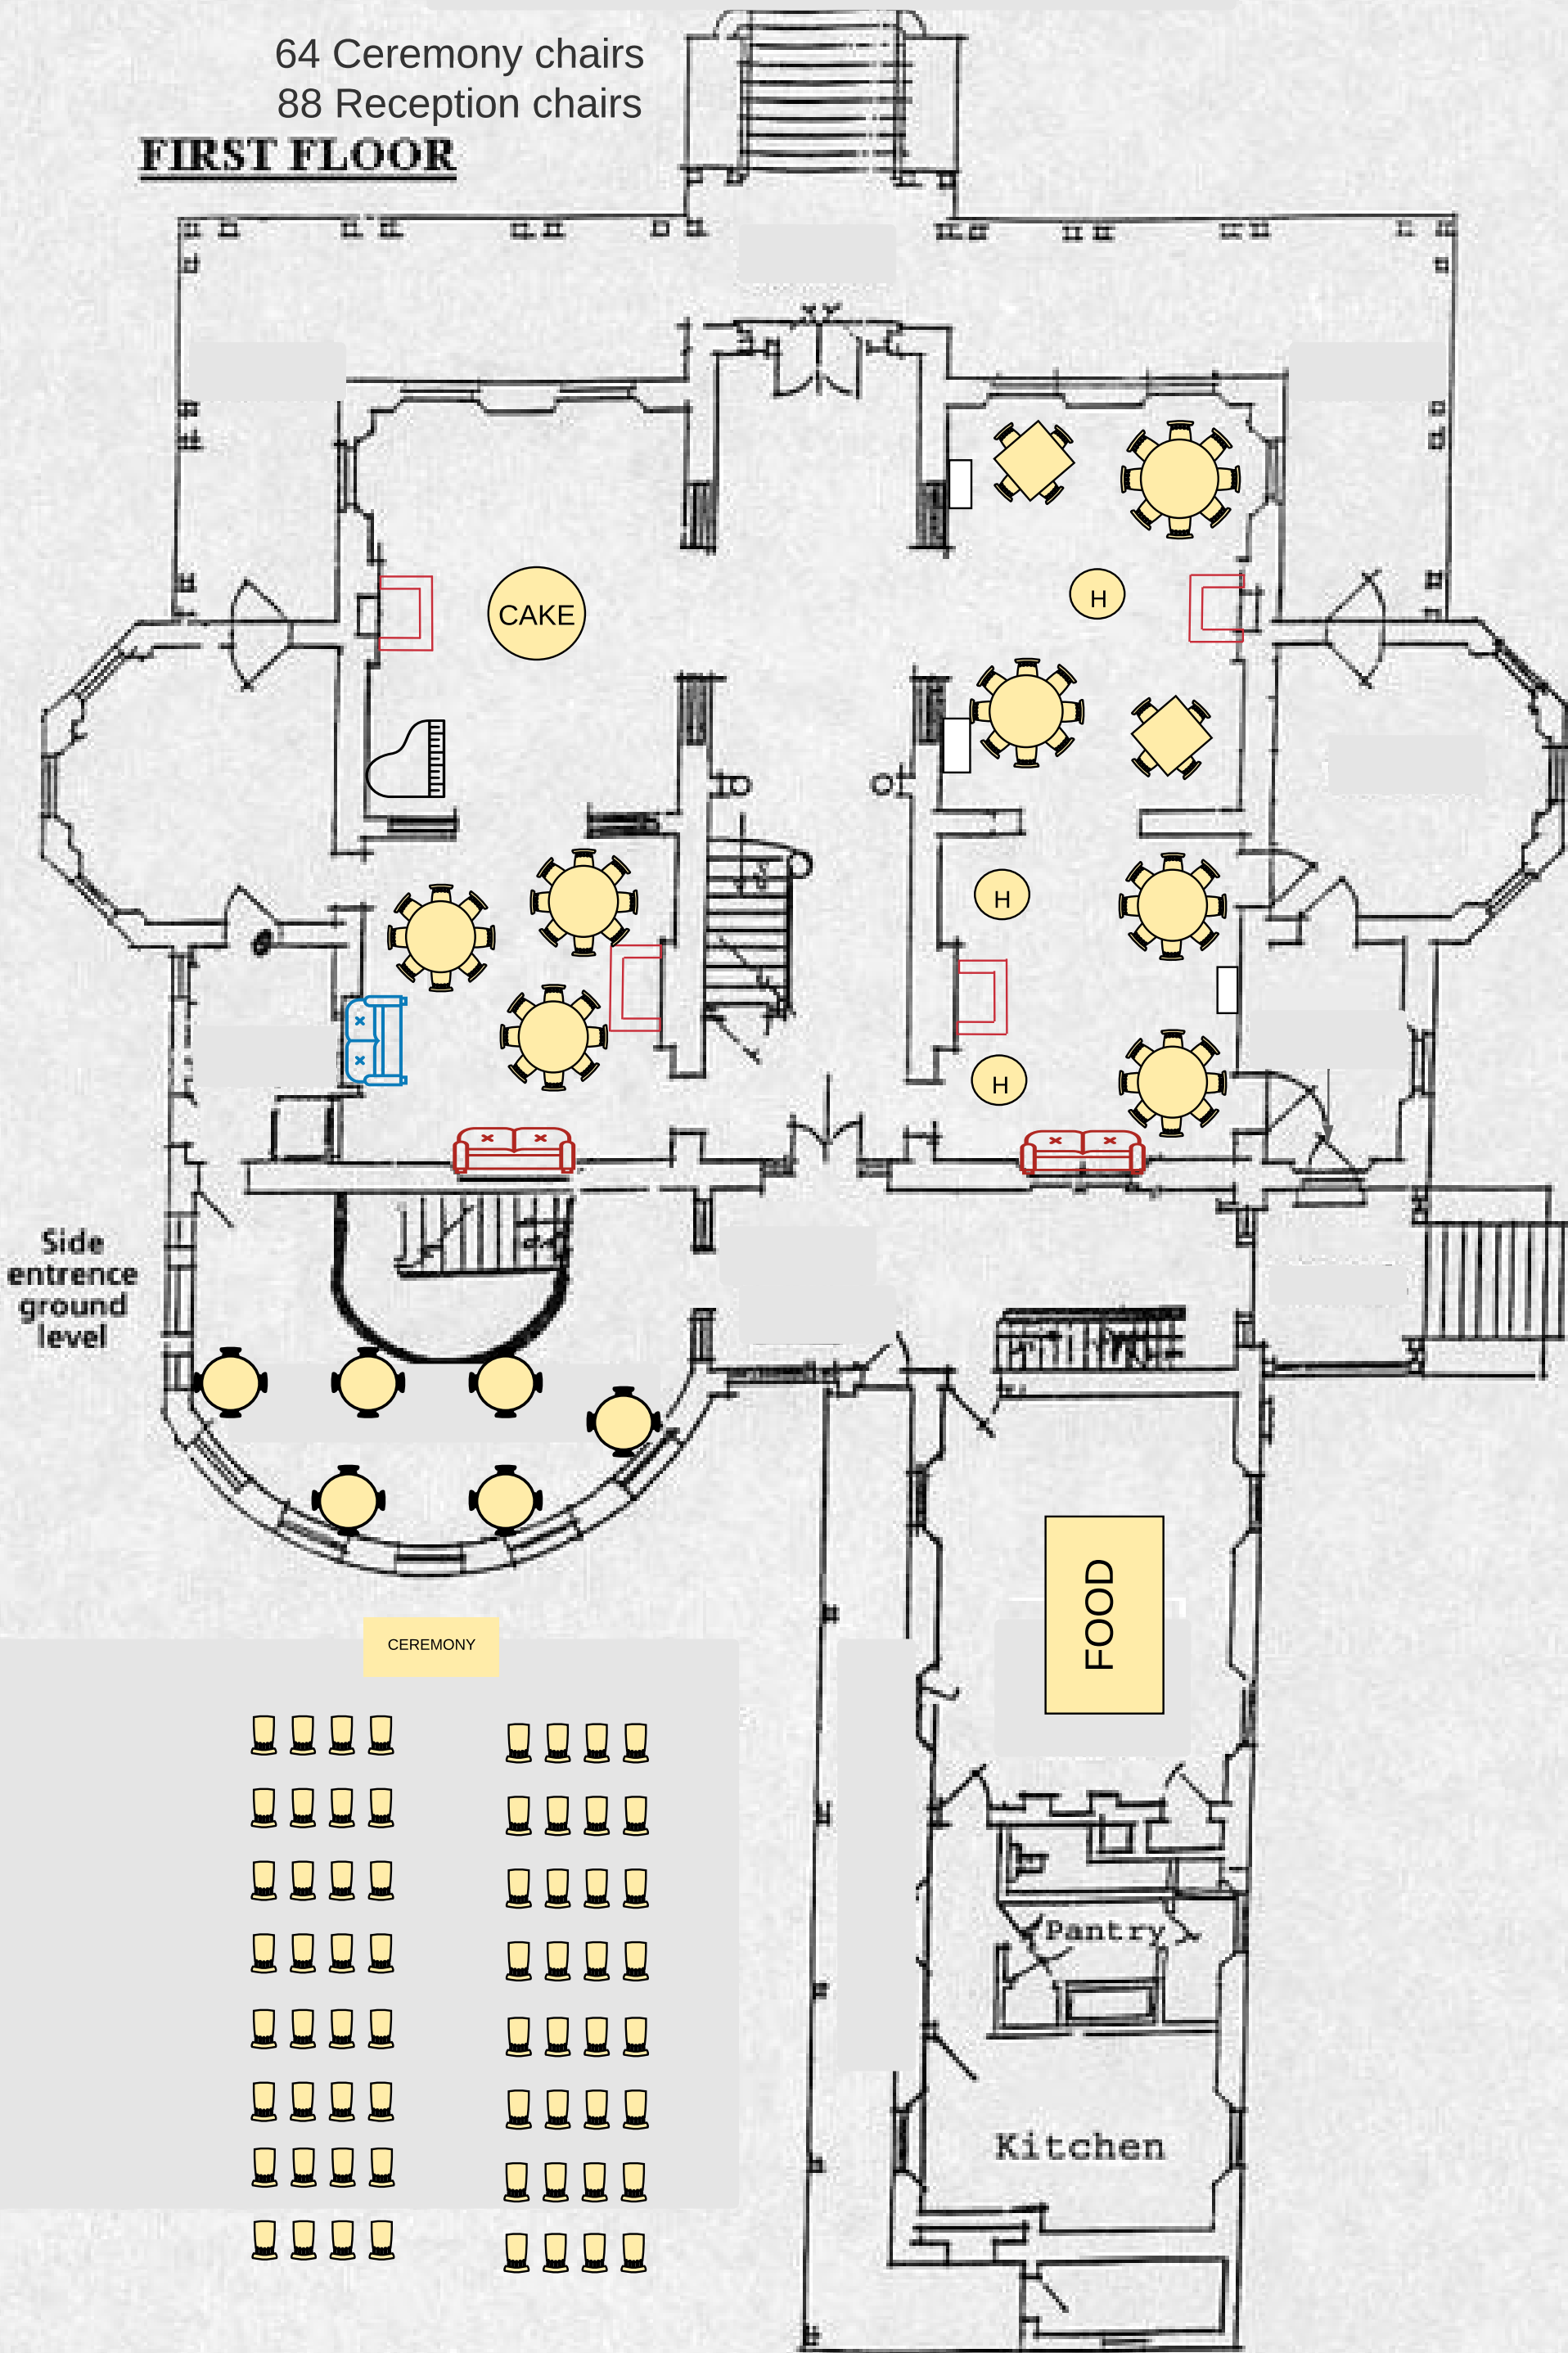 64 Ceremony chairs
88 Reception chairs
FIRST FLOOR
CAKE
H
H
H
Side
entrence
ground
level
FOOD
CEREMONY
Pantry
Kitchen